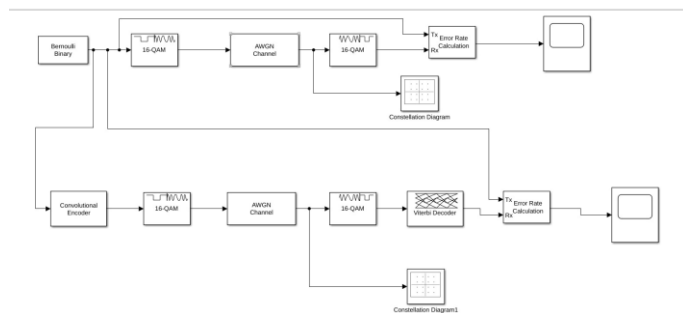 Bernoulli
Binary
16-QAM
AWGN
Channel
16-QAM
Tx
Rx
Error Rate
Calculation
Constellation Diagram
Convolutional
Encoder
16-QAM
AWGN
Channel
16-QAM
Viterbi Decoder
Tx
Rx
Error Rate
Calculation
Constellation Diagram1